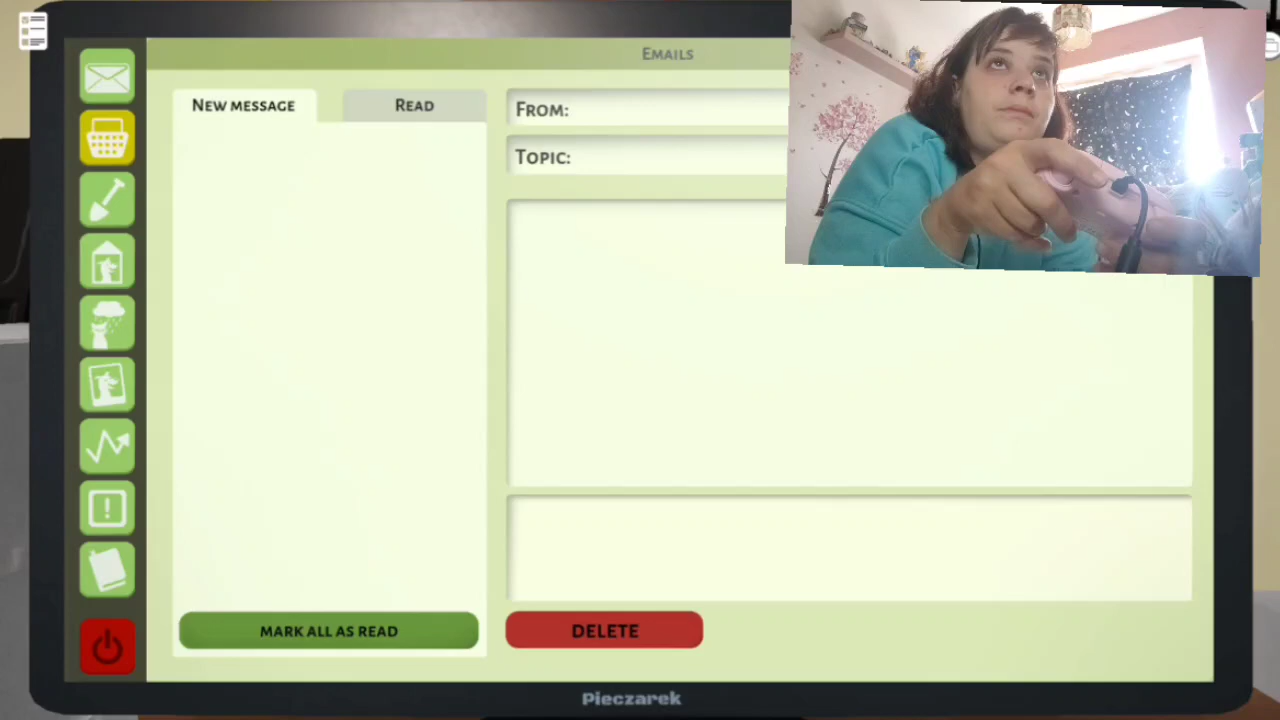 Emails
New message
Read
From:
Topic:
MARK ALL AS READ
DELETE
Pieczarek